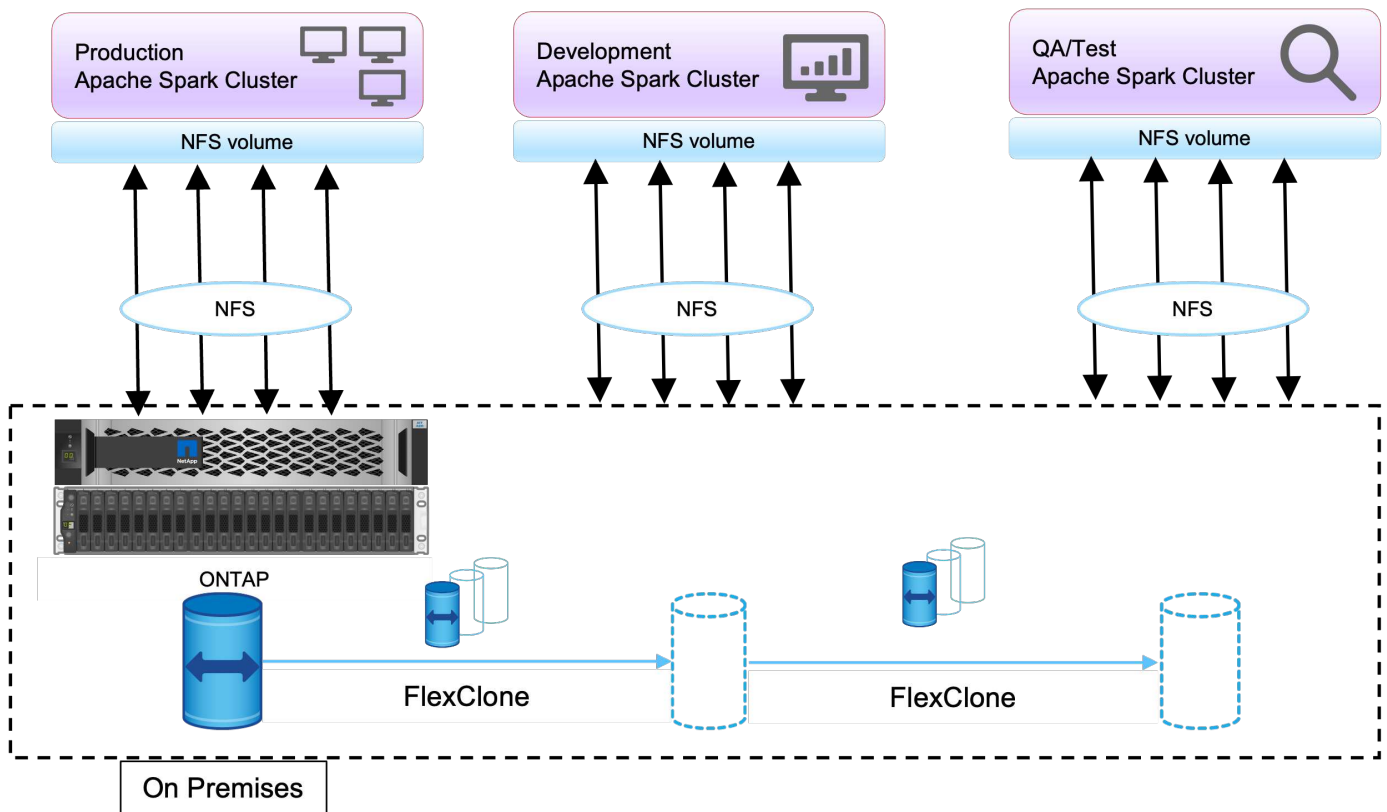 Production
Apache Spark Cluster
Development
Apache Spark Cluster
QA/Test
Apache Spark Cluster
NFS volume
NFS volume
NFS volume
NFS
NFS
NFS
NetApp
ONTAP
FlexClone
FlexClone
On Premises